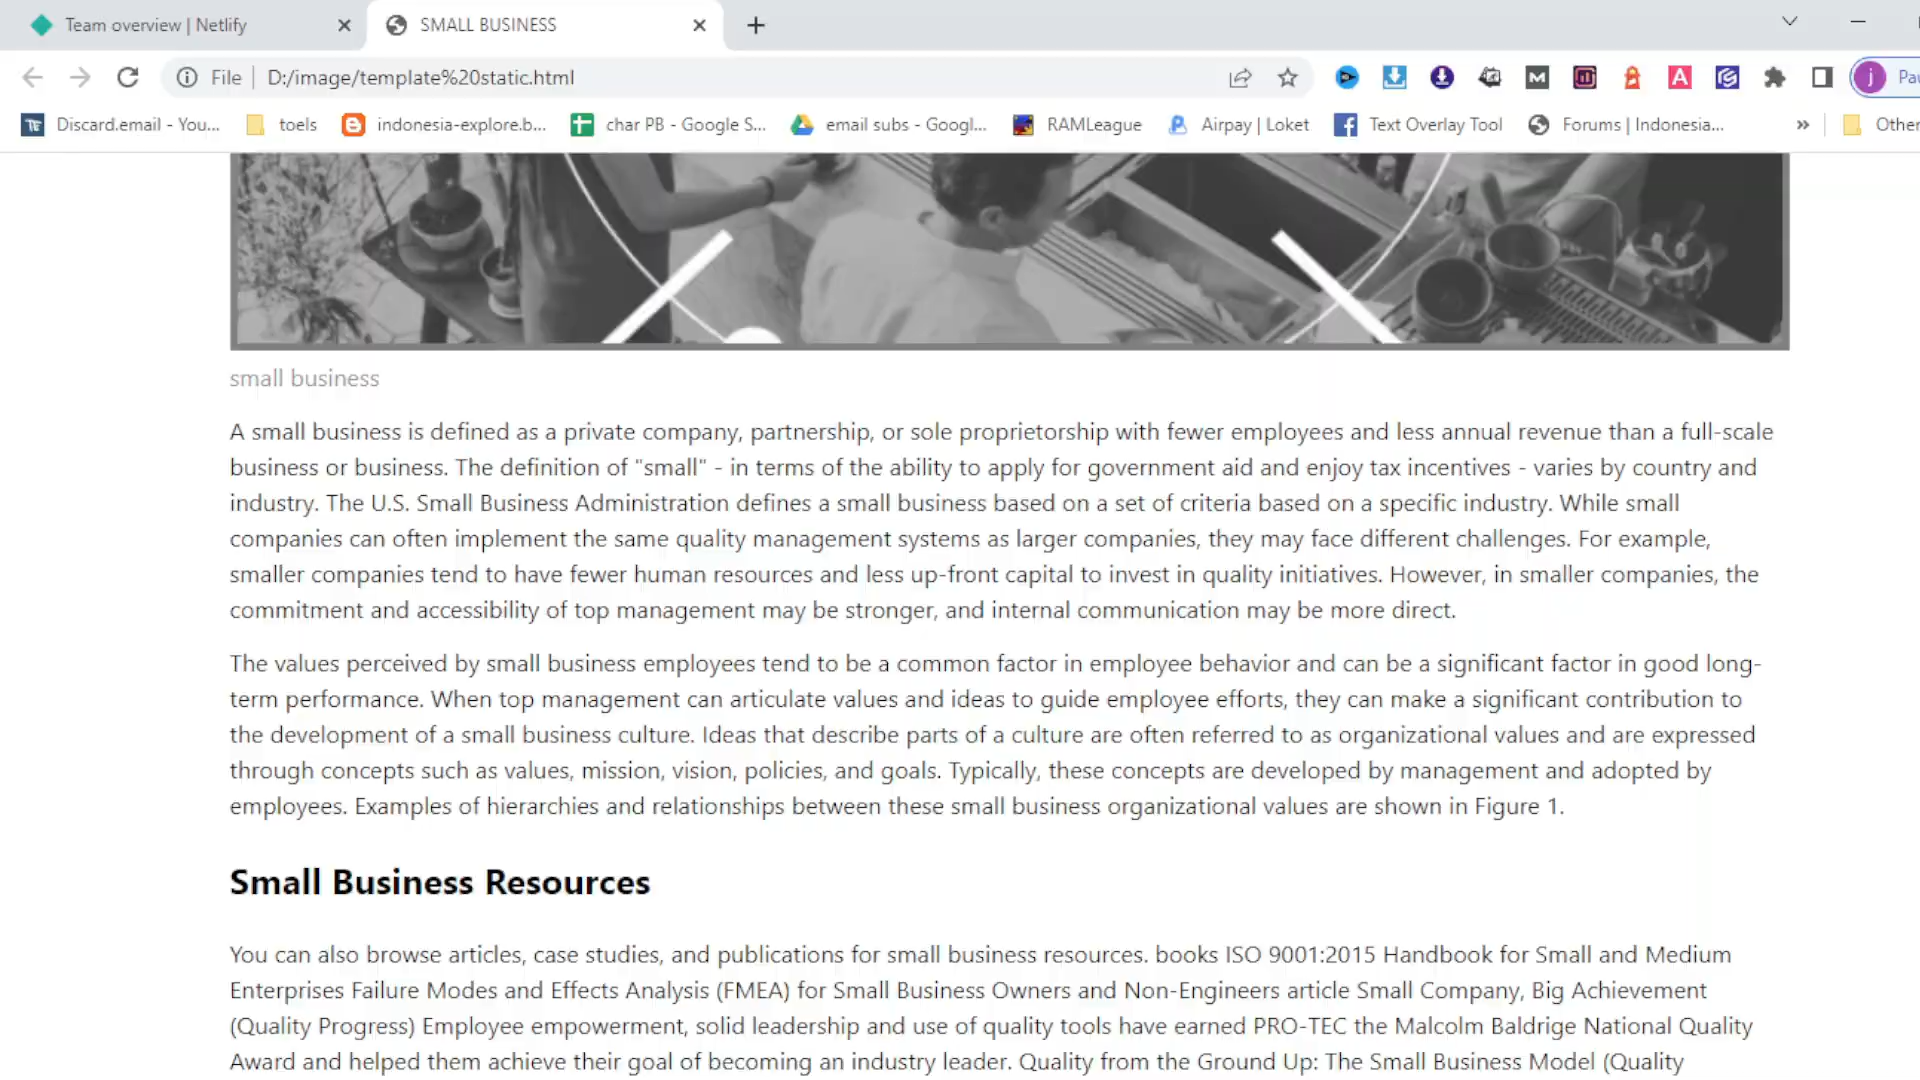 Team overview | Netlify
SMALL BUSINESS
File
D:/image/template%20static.html
Discard.email - You...
toels
indonesia-explore.b...
char PB - Google S...
email subs - Googl...
RAMLeague
Airpay | Loket
Text Overlay Tool
Forums | Indonesia...
Other
j
Pau
small business
A small business is defined as a private company, partnership, or sole proprietorship with fewer employees and less annual revenue than a full-scale
business or business. The definition of "small" - in terms of the ability to apply for government aid and enjoy tax incentives - varies by country and
industry. The U.S. Small Business Administration defines a small business based on a set of criteria based on a specific industry. While small
companies can often implement the same quality management systems as larger companies, they may face different challenges. For example,
smaller companies tend to have fewer human resources and less up-front capital to invest in quality initiatives. However, in smaller companies, the
commitment and accessibility of top management may be stronger, and internal communication may be more direct.
The values perceived by small business employees tend to be a common factor in employee behavior and can be a significant factor in good long-
term performance. When top management can articulate values and ideas to guide employee efforts, they can make a significant contribution to
the development of a small business culture. Ideas that describe parts of a culture are often referred to as organizational values and are expressed
through concepts such as values, mission, vision, policies, and goals. Typically, these concepts are developed by management and adopted by
employees. Examples of hierarchies and relationships between these small business organizational values are shown in Figure 1.
Small Business Resources
You can also browse articles, case studies, and publications for small business resources. books ISO 9001:2015 Handbook for Small and Medium
Enterprises Failure Modes and Effects Analysis (FMEA) for Small Business Owners and Non-Engineers article Small Company, Big Achievement
(Quality Progress) Employee empowerment, solid leadership and use of quality tools have earned PRO-TEC the Malcolm Baldrige National Quality
Award and helped them achieve their goal of becoming an industry leader. Quality from the Ground Up: The Small Business Model (Quality